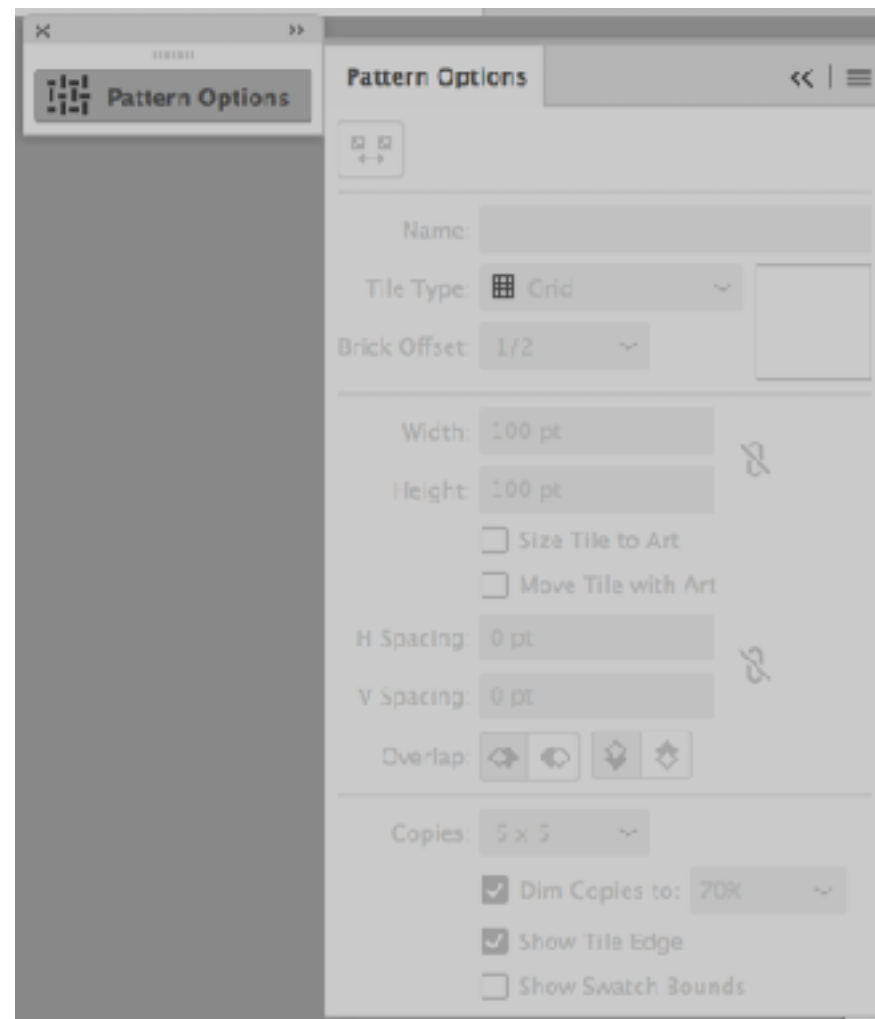 Pattern Options
Pattern Options
Name:
Tile Type: Grid
Brick Offset: 1/2
Width: 100 pt
Height: 100 pt
Size Tile to Art
Move Tile with Art
H Spacing: 0 pt
V Spacing: 0 pt
Overlap:
Copies: 5 x 5
Dim Copies to: 70%
Show Tile Edge
Show Swatch Bounds